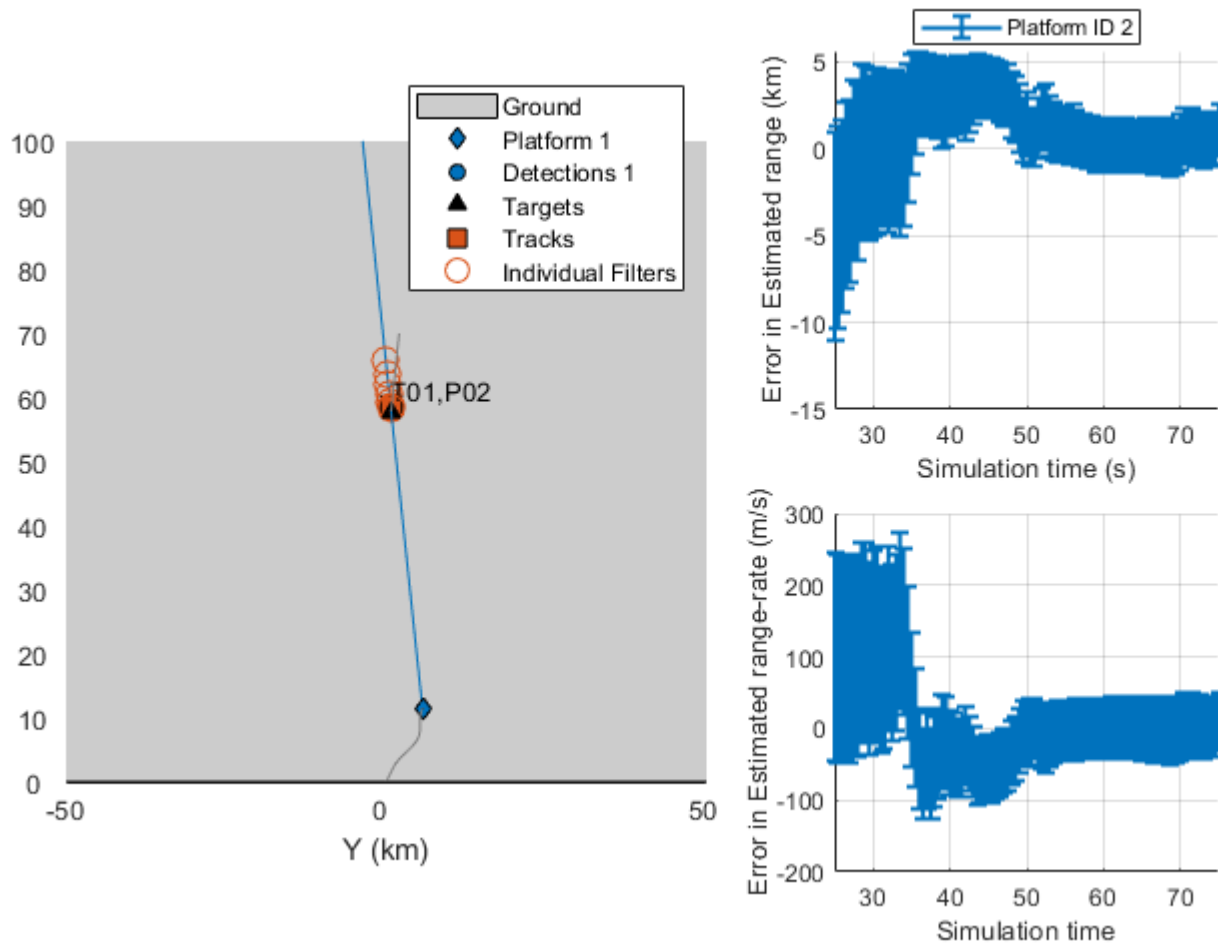 Ground
Platform 1
Detections 1
Targets
Tracks
Individual Filters
100
90
80
70
60
50
40
30
20
10
0
T01,P02
-50
0
50
Y (km)
Platform ID 2
5
0
-5
-10
-15
Error in Estimated range (km)
30
40
50
60
70
Simulation time (s)
300
200
100
0
-100
-200
Error in Estimated range-rate (m/s)
30
40
50
60
70
Simulation time